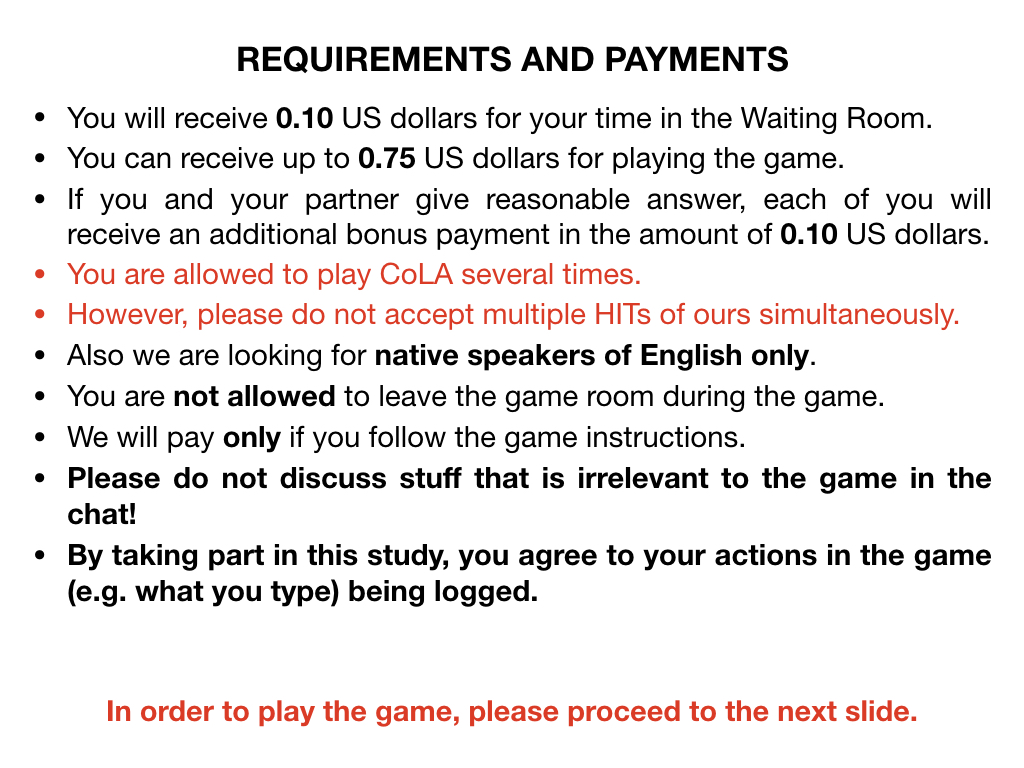 REQUIREMENTS AND PAYMENTS
• You will receive 0.10 US dollars for your time in the Waiting Room.
• You can receive up to 0.75 US dollars for playing the game.
• If you and your partner give reasonable answer, each of you will
receive an additional bonus payment in the amount of 0.10 US dollars.
• You are allowed to play CoLA several times.
• However, please do not accept multiple HITs of ours simultaneously.
• Also we are looking for native speakers of English only.
• You are not allowed to leave the game room during the game.
• We will pay only if you follow the game instructions.
• Please do not discuss stuff that is irrelevant to the game in the
chat!
• By taking part in this study, you agree to your actions in the game
(e.g. what you type) being logged.
In order to play the game, please proceed to the next slide.